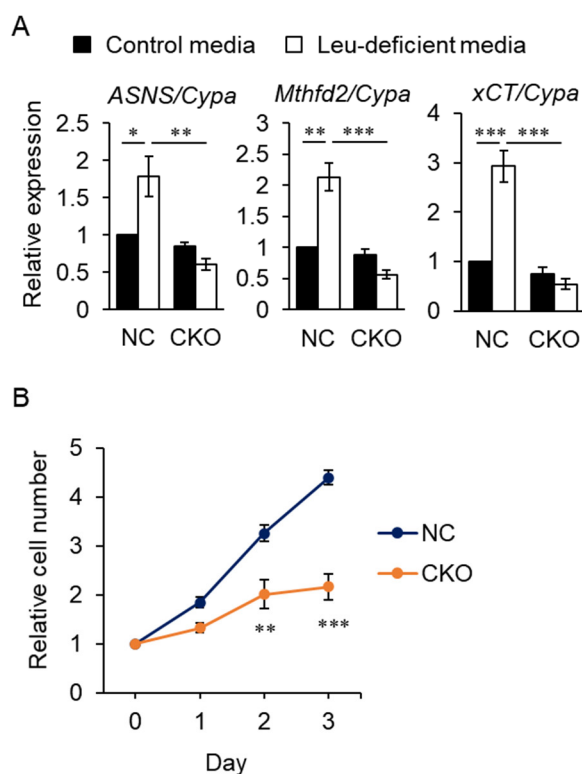 A
Control media Leu-deficient media
ASNS/Cypa Mthfd2/Cypa xCT/Cypa
Relative expression
2.5
2
1.5
1
0.5
0
* **
NC CKO
3
2.5
2
1.5
1
0.5
0
** ***
NC CKO
4
3
2
1
0
*** ***
NC CKO
B
Relative cell number
5
4
3
2
1
0
** ***
NC
CKO
0 1 2 3
Day